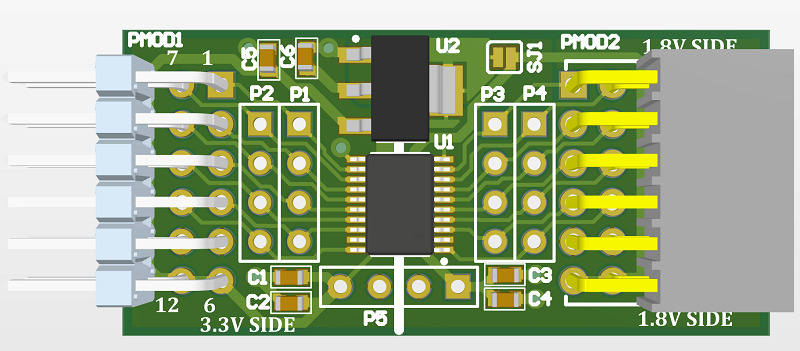 PMOD1
7 1
C5
C6
U2
SJ1
PMOD2
1.8V SIDE
P2
P1
P3
P4
U1
C1
C2
C3
C4
12 6
3.3V SIDE
P5
1.8V SIDE